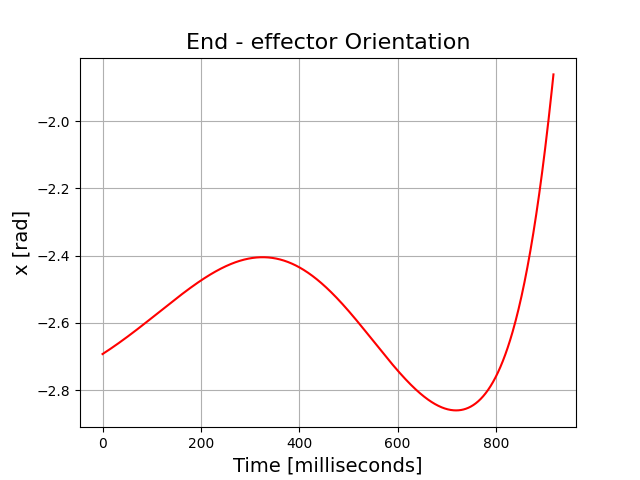 End - effector Orientation
x [rad]
−2.0
−2.2
−2.4
−2.6
−2.8
0 200 400 600 800
Time [milliseconds]